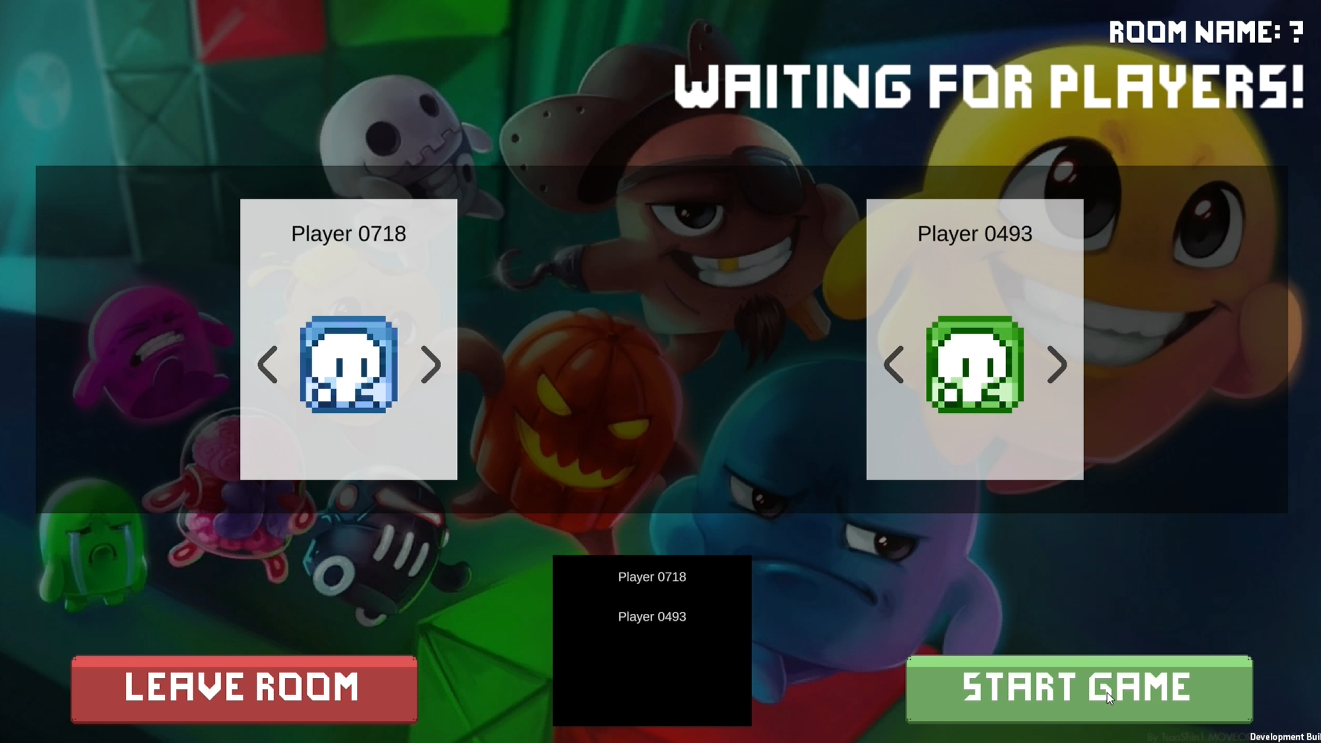 ROOM NAME: ?
WAITING FOR PLAYERS!
Player 0718
Player 0493
Player 0718
Player 0493
LEAVE ROOM
START GAME
Development Buil